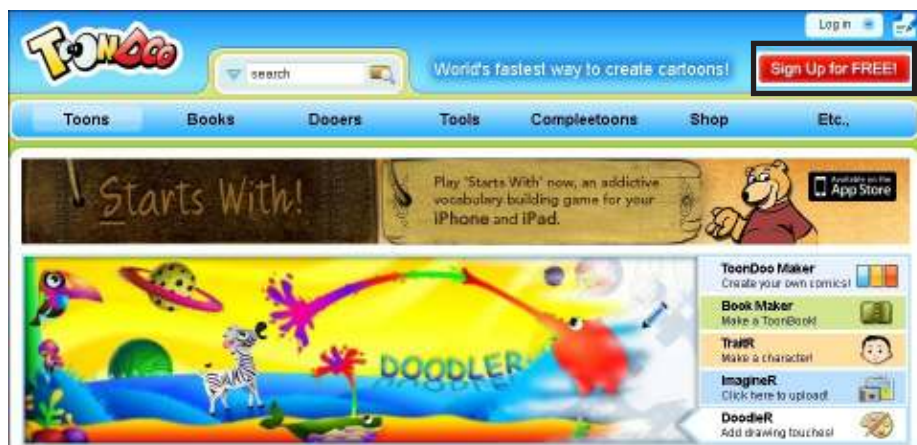 Log in
TOONDOO
search
World's fastest way to create cartoons!
Sign Up for FREE!
Toons Books Dooers Tools Compleetoons Shop Etc.,
Starts With!
Play 'Starts With' now, an addictive
vocabulary building game for your
iPhone and iPad.
Available on the
App Store
ToonDoo Maker
Create your own comics!
Book Maker
Make a ToonBook!
TraitR
Make a character!
ImagineR
Click here to upload!
DoodleR
Add drawing touches!
DOODLER